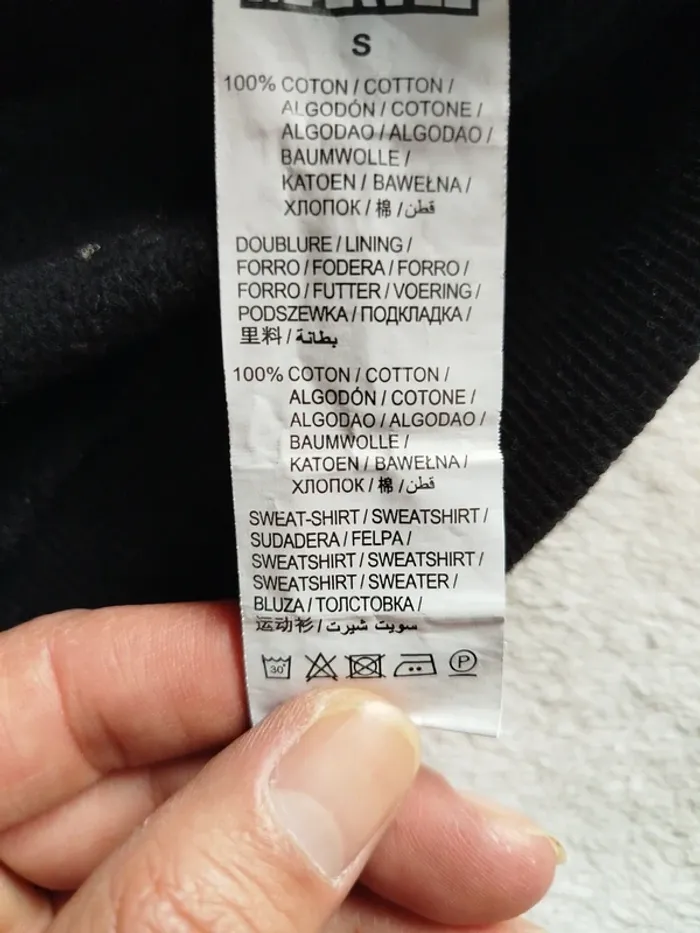 S
100% COTON / COTTON /
ALGODÓN / COTONE /
ALGODAO / ALGODAO /
BAUMWOLLE /
KATOEN / BAWEŁNA /
ХЛОПОК / 棉 / قطن
DOUBLURE / LINING /
FORRO / FODERA / FORRO /
FORRO / FUTTER / VOERING /
PODSZEWKA / ПОДКЛАДКА /
里料 / بطانة
100% COTON / COTTON /
ALGODÓN / COTONE /
ALGODAO / ALGODAO /
BAUMWOLLE /
KATOEN / BAWEŁNA /
ХЛОПОК / 棉 / قطن
SWEAT-SHIRT / SWEATSHIRT /
SUDADERA / FELPA /
SWEATSHIRT / SWEATSHIRT /
SWEATSHIRT / SWEATER /
BLUZA / ТОЛСТОВКА /
运动衫 / سويت شيرت
30° P